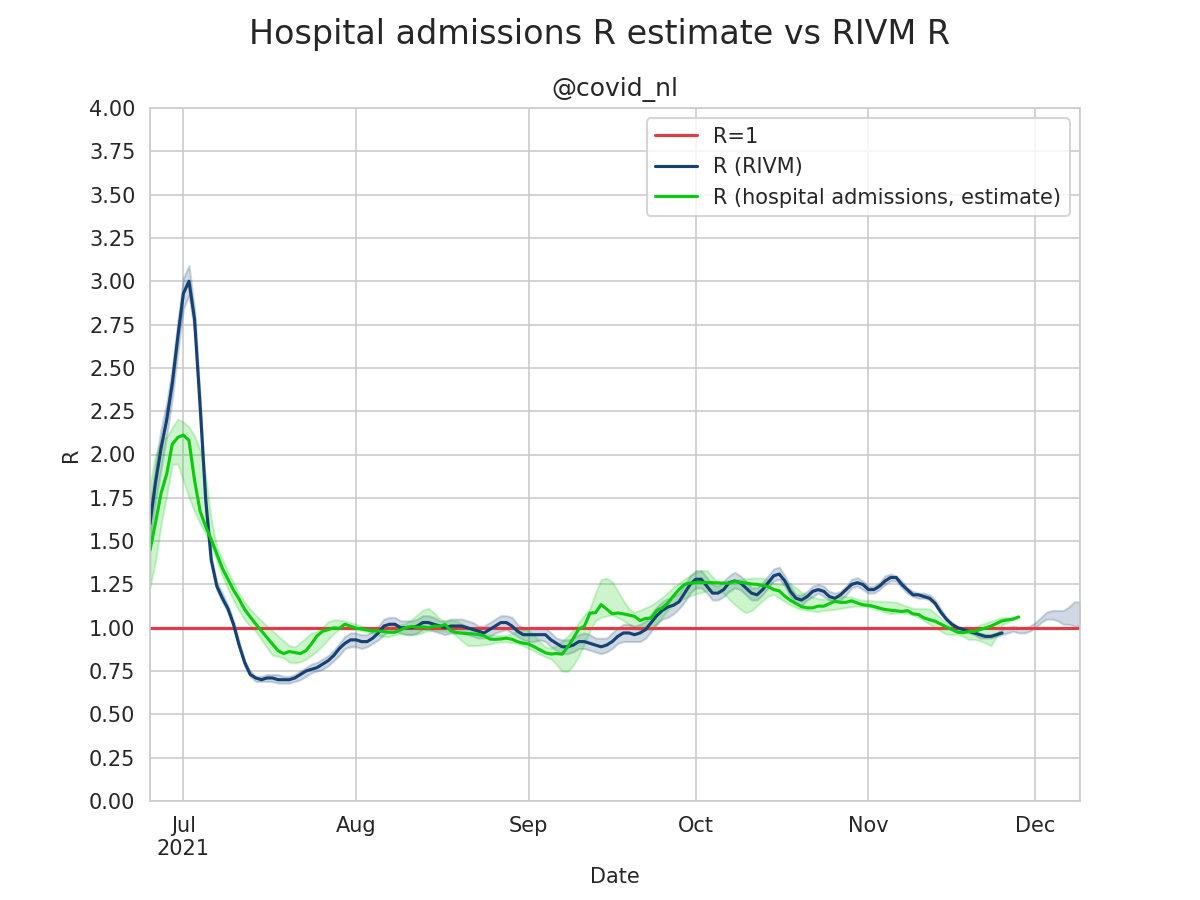 Hospital admissions R estimate vs RIVM R
@covid_nl
R=1
R (RIVM)
R (hospital admissions, estimate)
R
4.00
3.75
3.50
3.25
3.00
2.75
2.50
2.25
2.00
1.75
1.50
1.25
1.00
0.75
0.50
0.25
0.00
Jul Aug Sep Oct Nov Dec
2021
Date